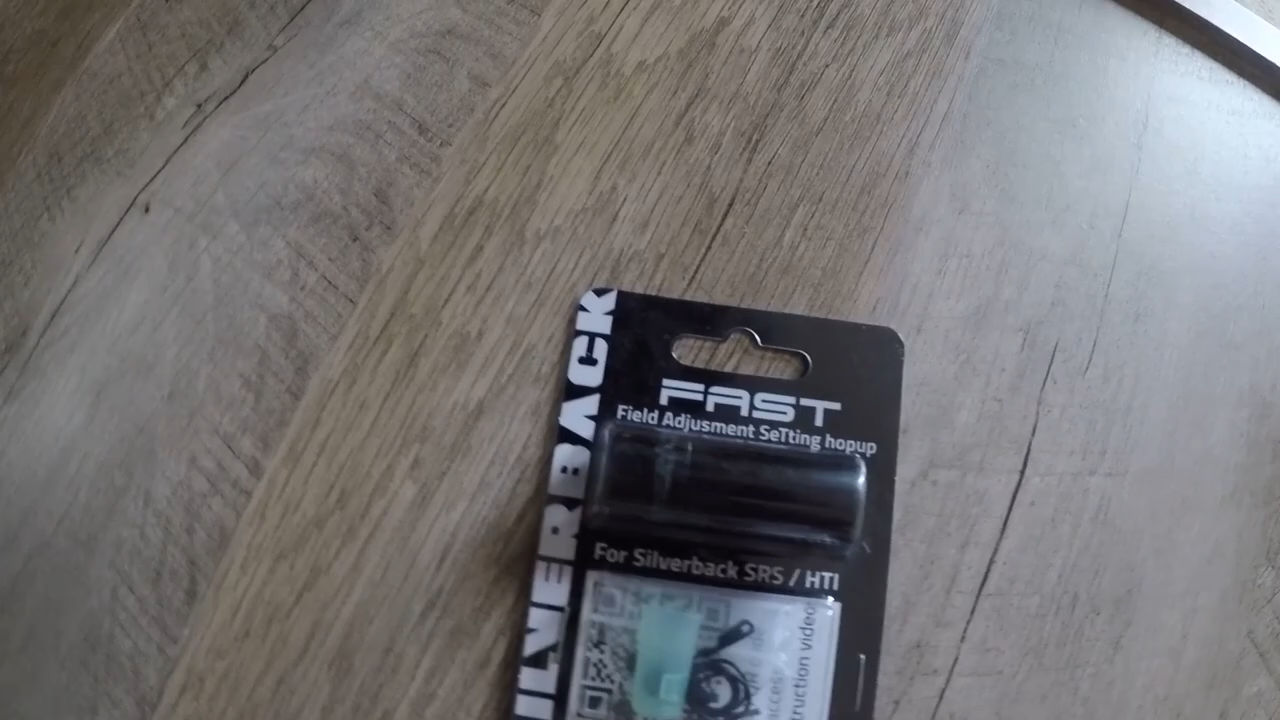 SILVERBACK
FAST
Field Adjusment SeTting hopup
For Silverback SRS / HTI